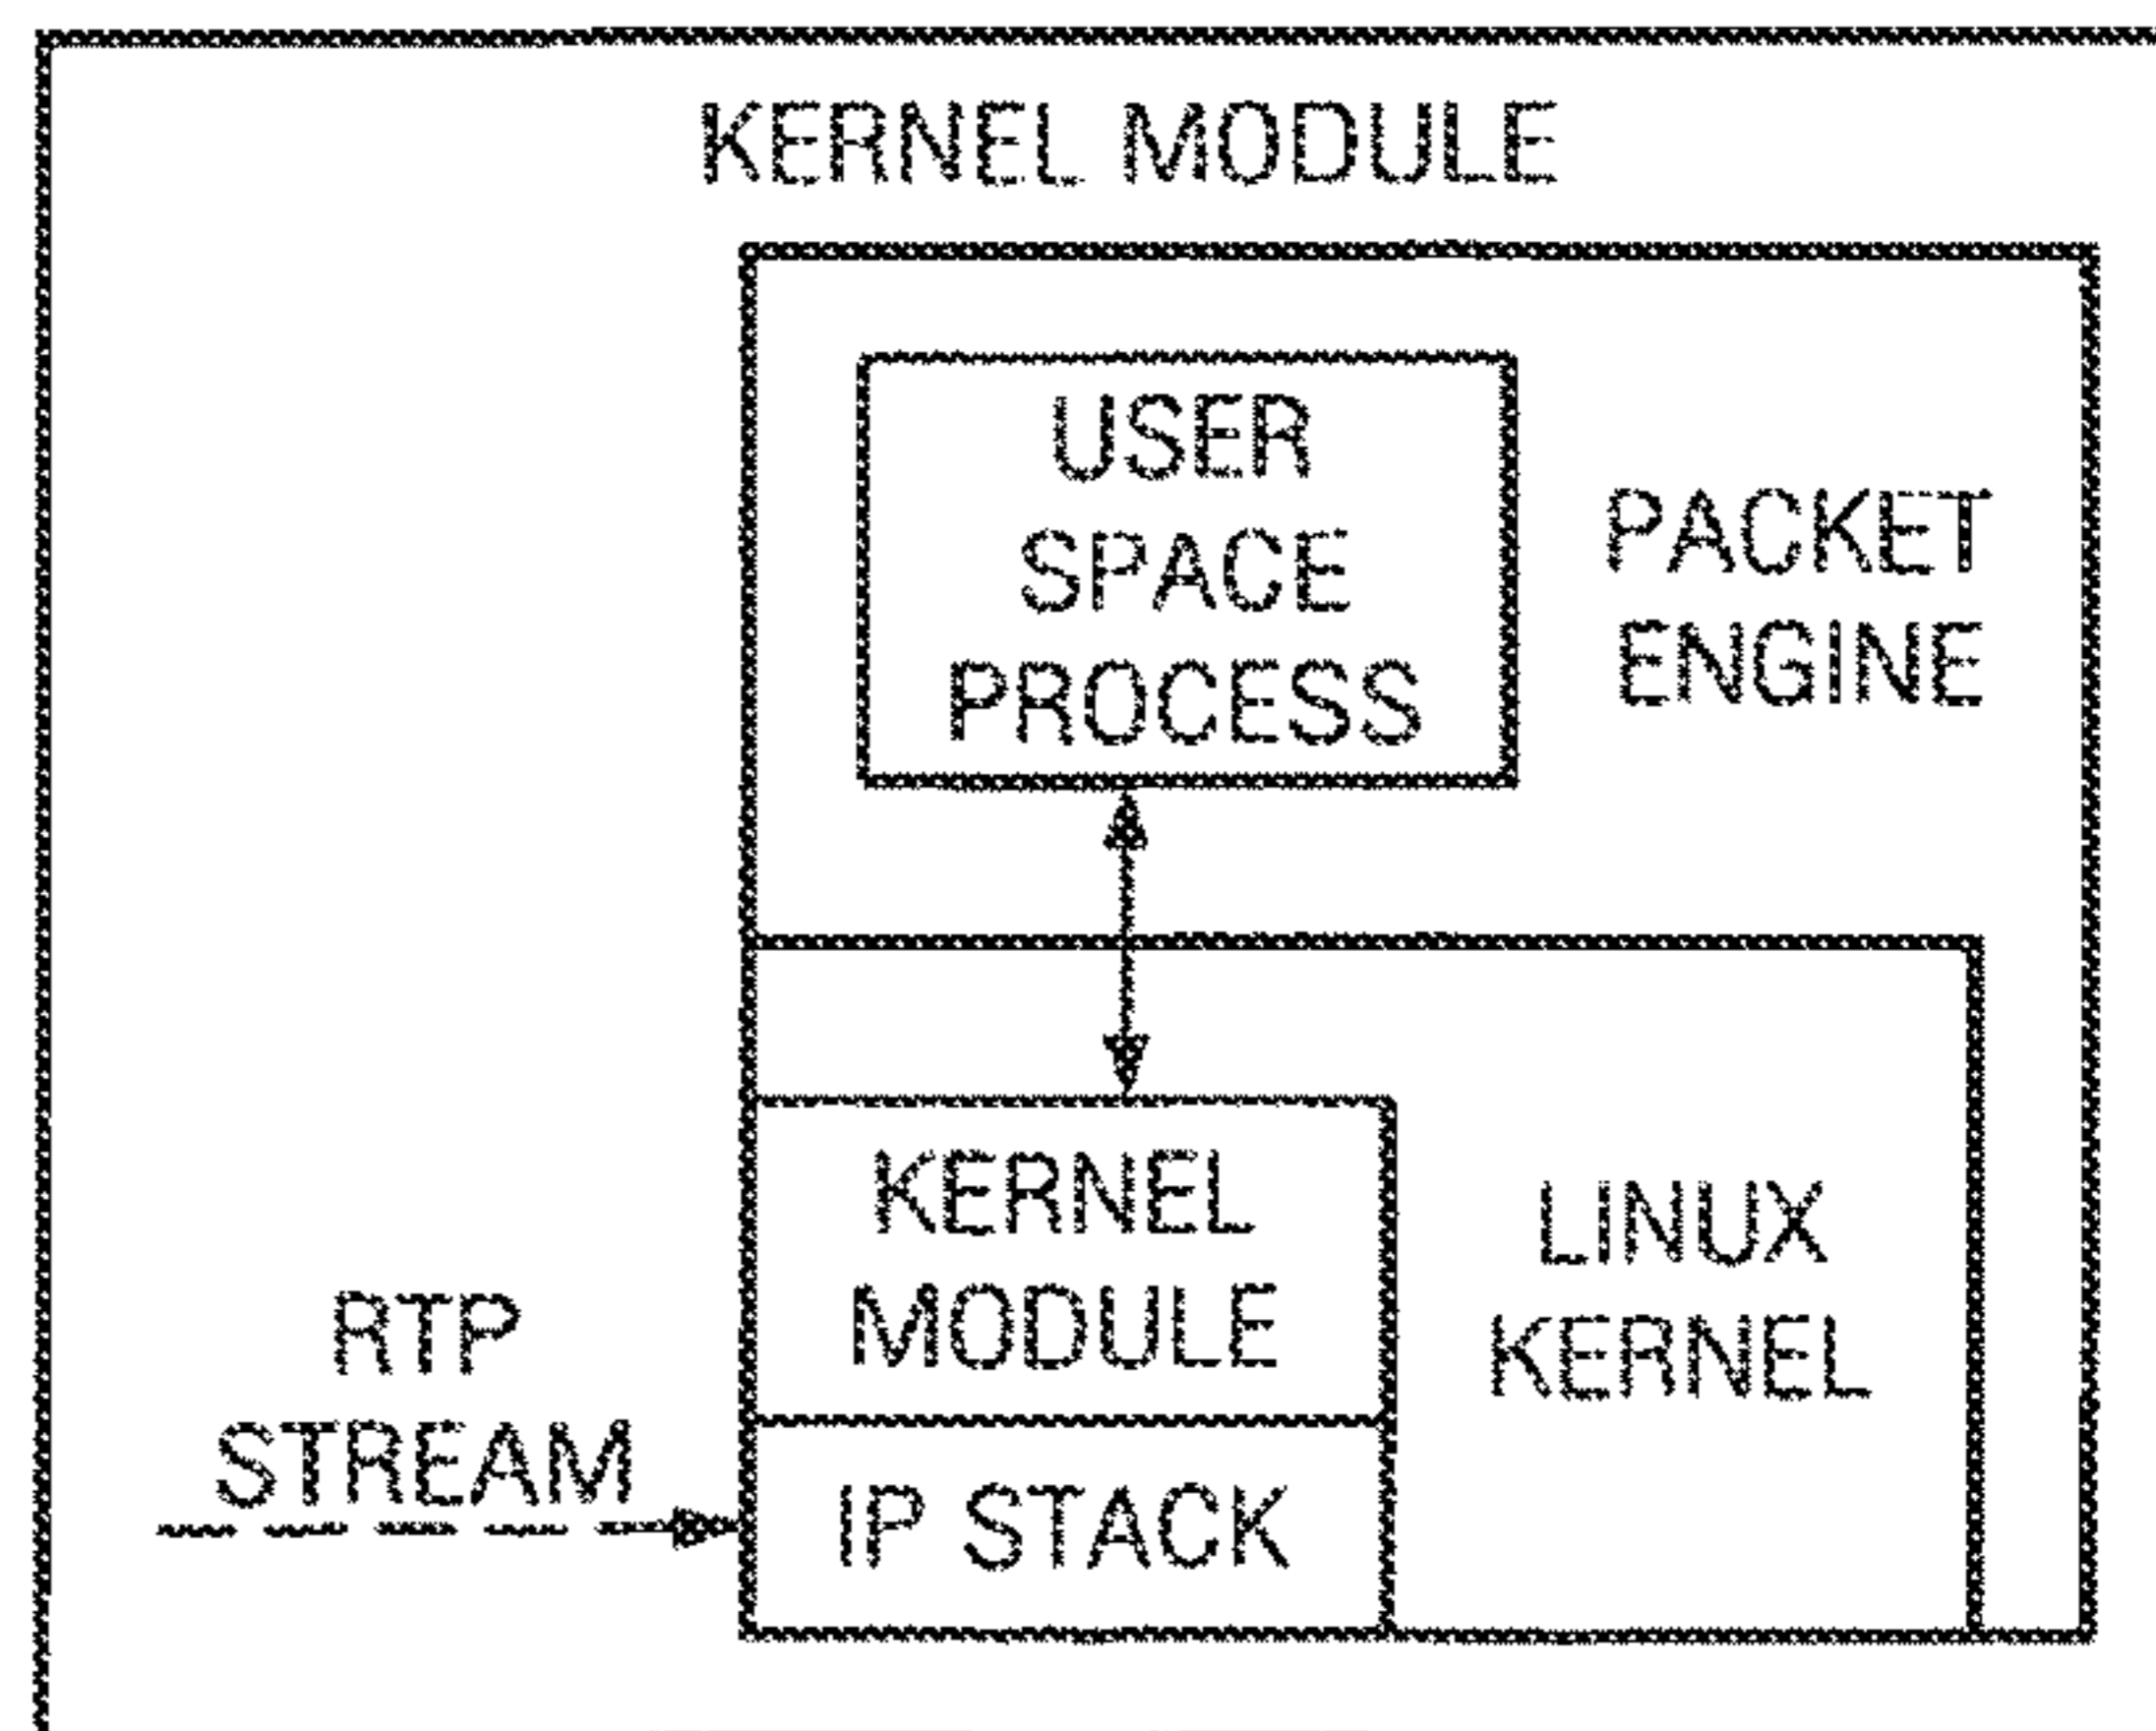 KERNEL MODULE
USER
SPACE
PROCESS
PACKET
ENGINE
KERNEL
MODULE
LINUX
KERNEL
RTP
STREAM
IP STACK